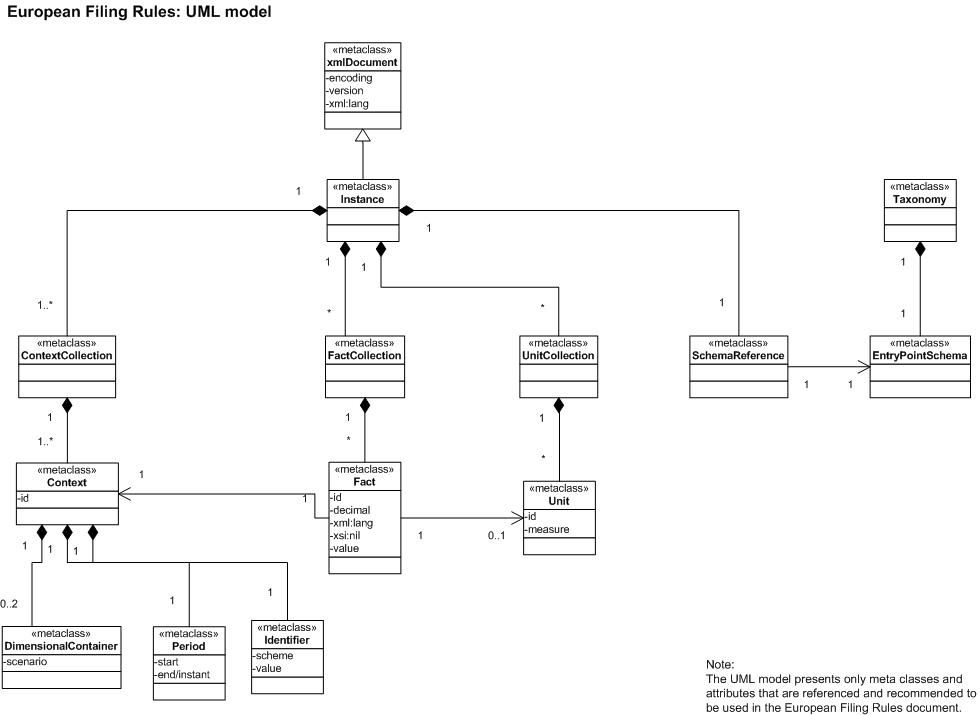 European Filing Rules: UML model
«metaclass»
xmlDocument
-encoding
-version
-xml:lang
«metaclass»
Instance
«metaclass»
Taxonomy
1
1
1
1
1
1..*
*
*
1
1
«metaclass»
ContextCollection
«metaclass»
FactCollection
«metaclass»
UnitCollection
«metaclass»
SchemaReference
«metaclass»
EntryPointSchema
1
1
1
1
1
1..*
*
*
«metaclass»
Context
-id
1
1
«metaclass»
Fact
-id
-decimal
-xml:lang
-xsi:nil
-value
1
0..1
«metaclass»
Unit
-id
-measure
1
1
1
0..2
1
1
«metaclass»
DimensionalContainer
-scenario
«metaclass»
Period
-start
-end/instant
«metaclass»
Identifier
-scheme
-value
Note:
The UML model presents only meta classes and
attributes that are referenced and recommended to
be used in the European Filing Rules document.